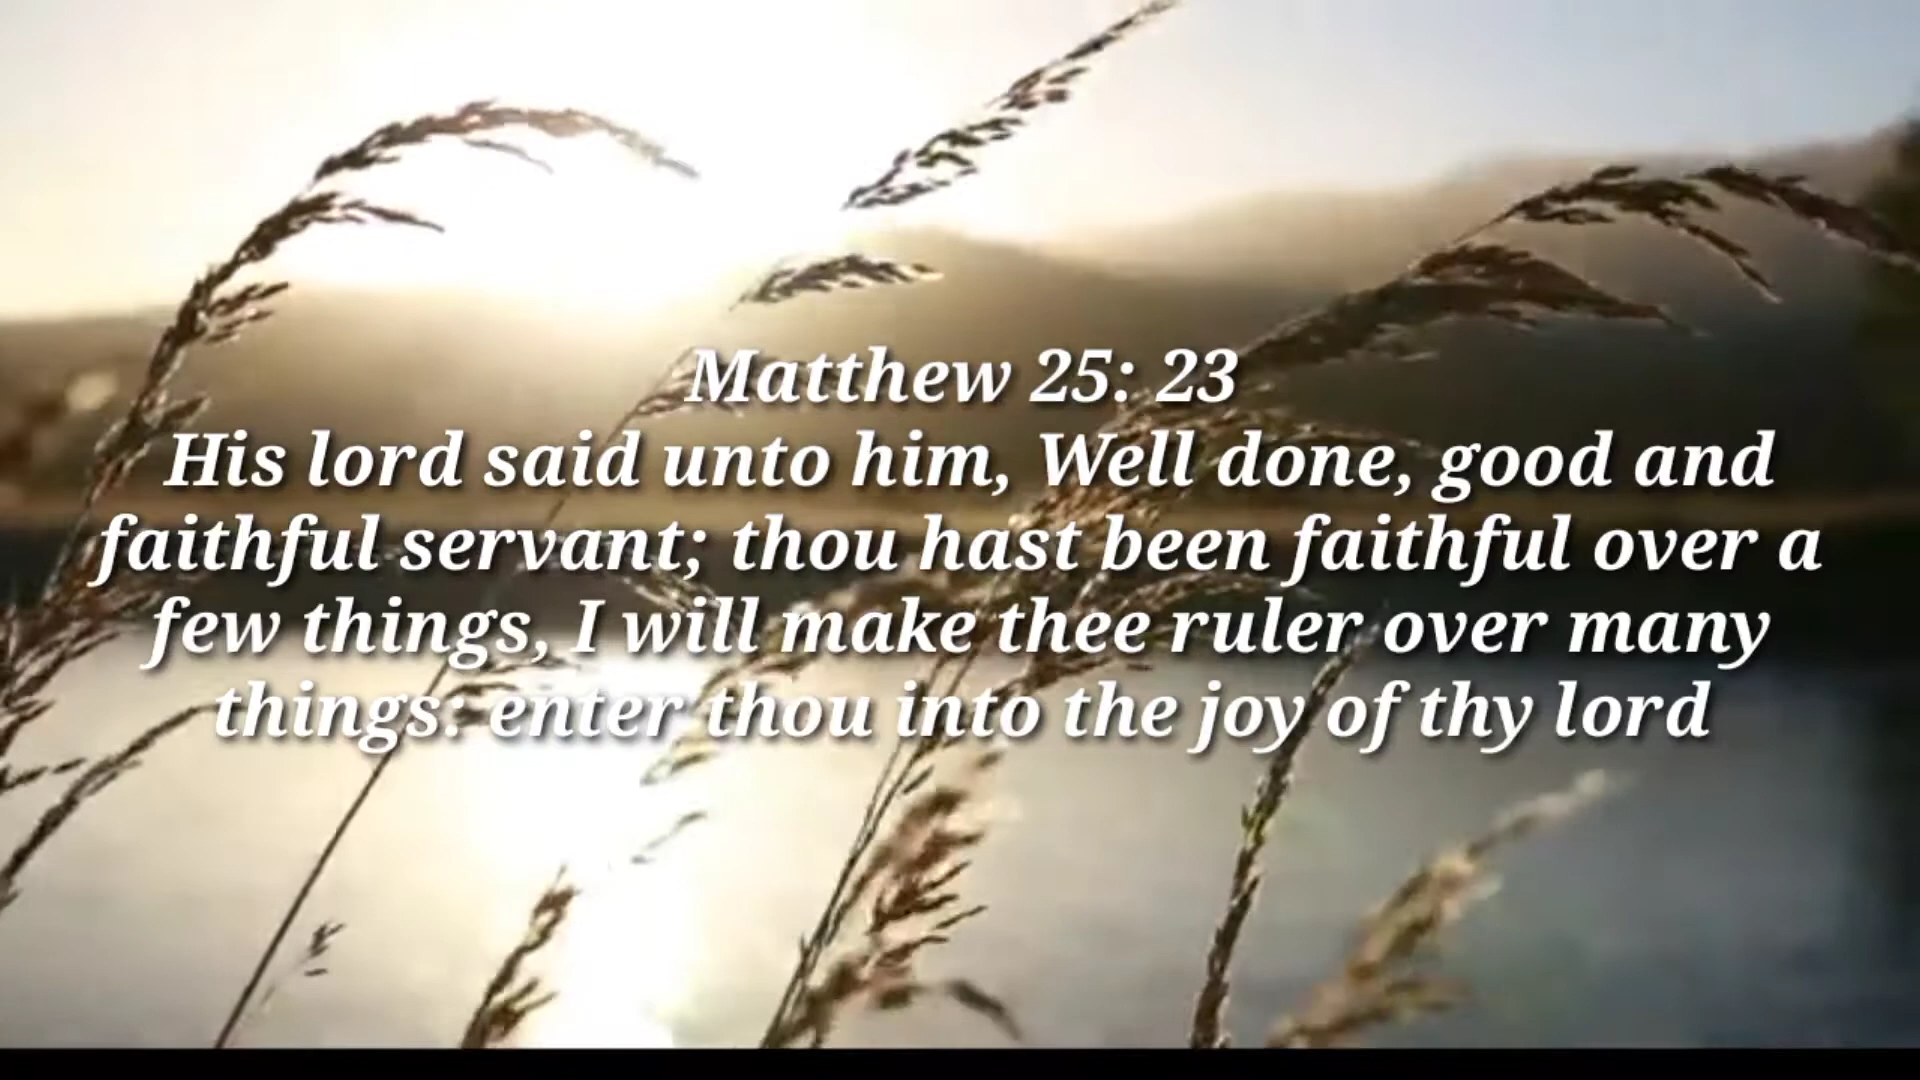 Matthew 25: 23
His lord said unto him, Well done, good and
faithful servant; thou hast been faithful over a
few things, I will make thee ruler over many
things: enter thou into the joy of thy lord